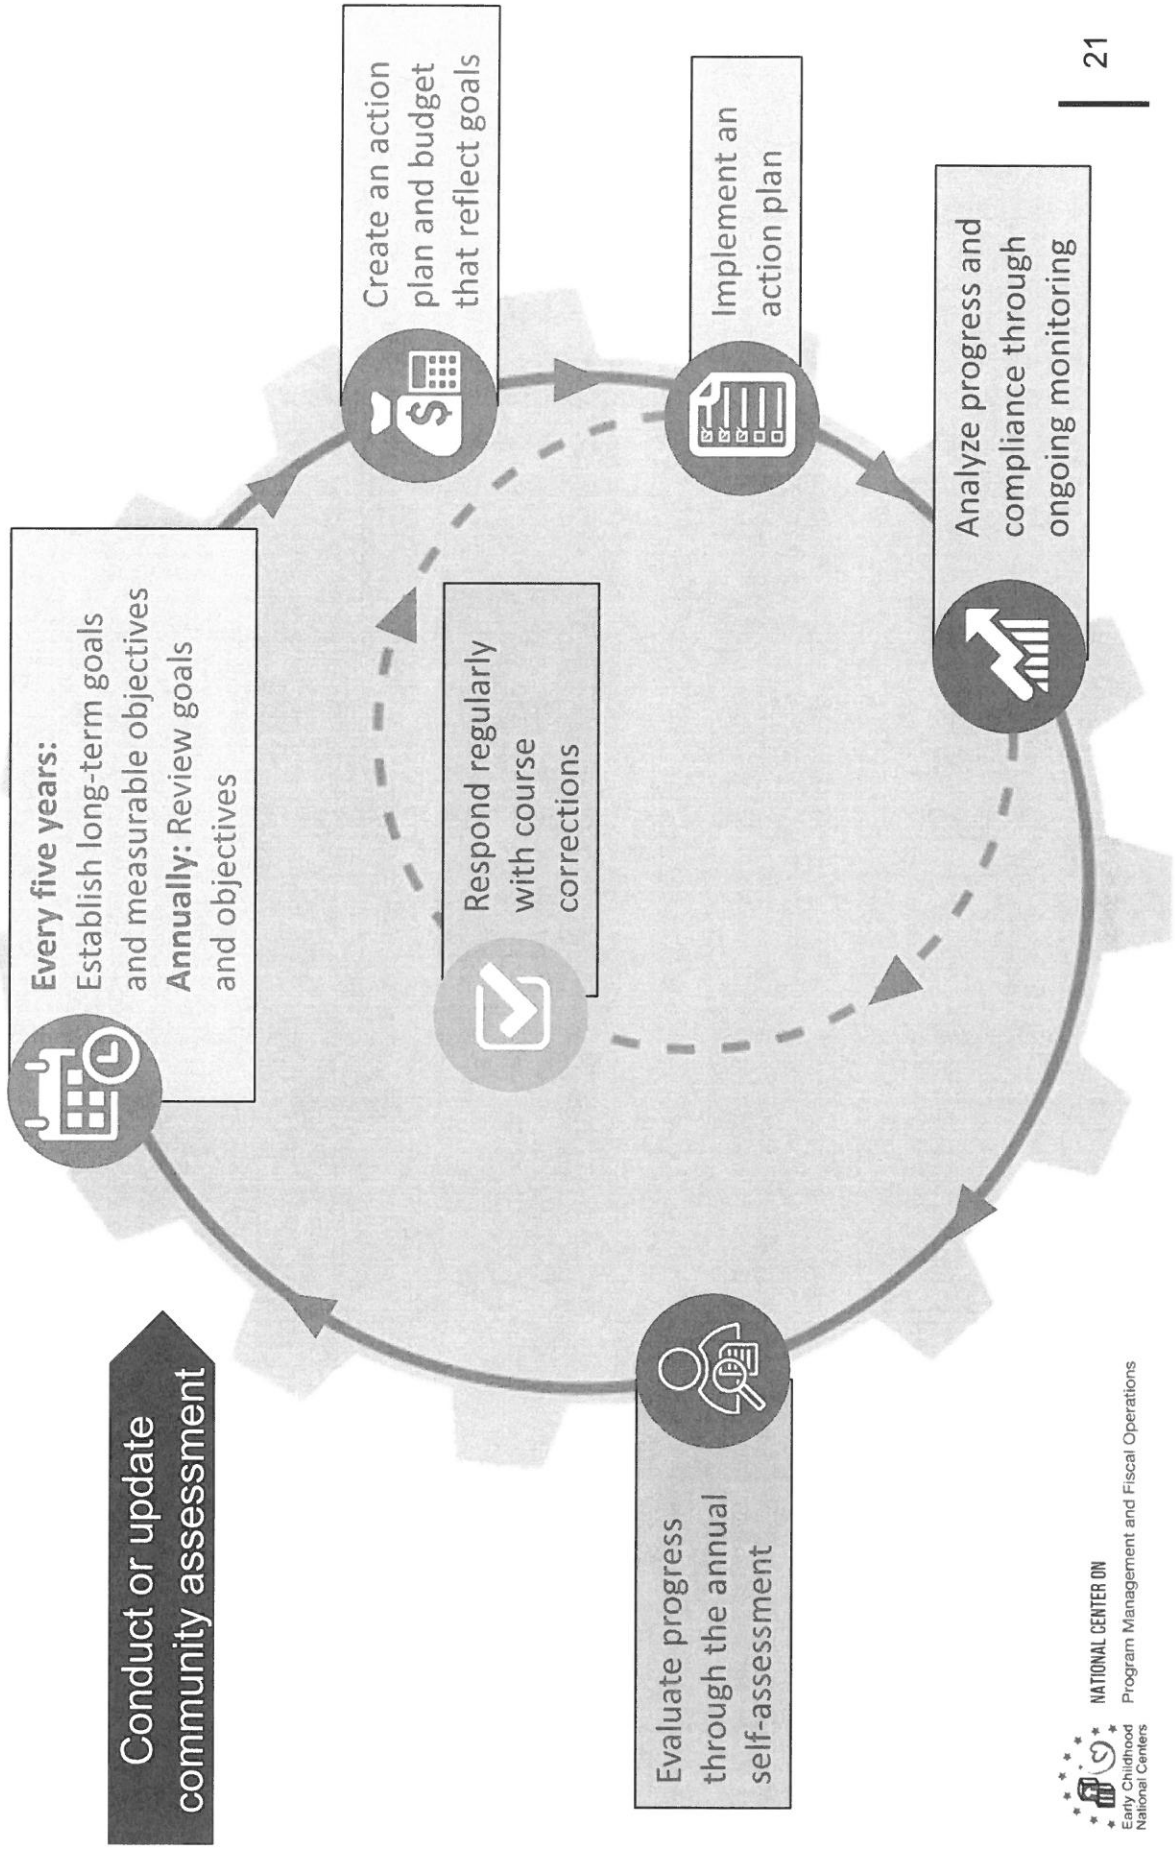 Conduct or update
community assessment
Every five years:
Establish long-term goals
and measurable objectives
Annually: Review goals
and objectives
Create an action
plan and budget
that reflect goals
Implement an
action plan
Analyze progress and
compliance through
ongoing monitoring
Respond regularly
with course
corrections
Evaluate progress
through the annual
self-assessment
Early Childhood
National Centers
NATIONAL CENTER ON
Program Management and Fiscal Operations
21